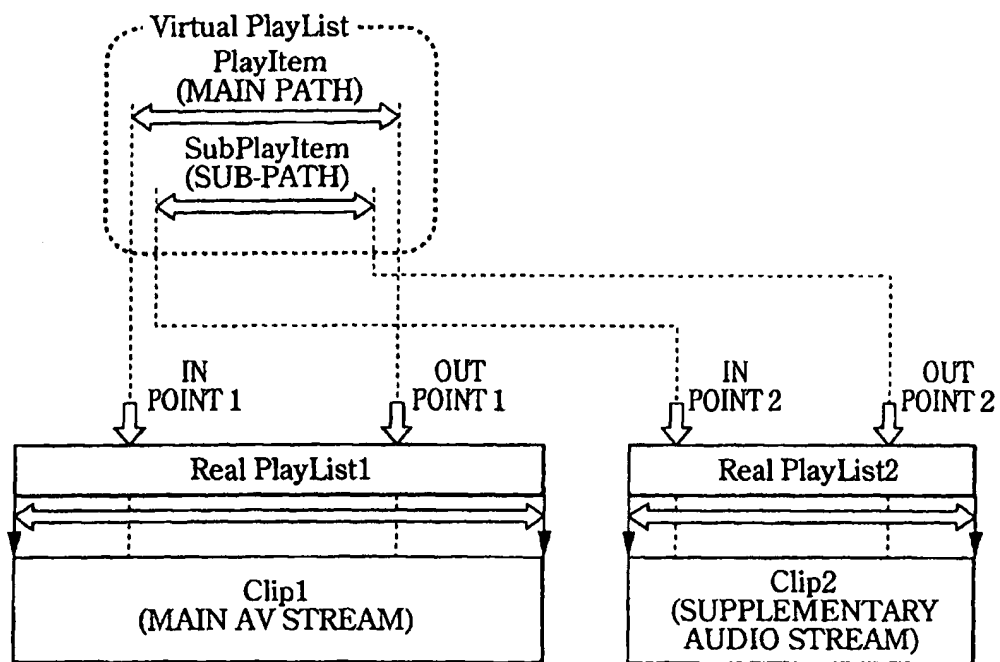 Virtual PlayList
PlayItem
(MAIN PATH)
SubPlayItem
(SUB-PATH)
IN
POINT 1
OUT
POINT 1
IN
POINT 2
OUT
POINT 2
Real PlayList1
Real PlayList2
Clip1
(MAIN AV STREAM)
Clip2
(SUPPLEMENTARY
AUDIO STREAM)